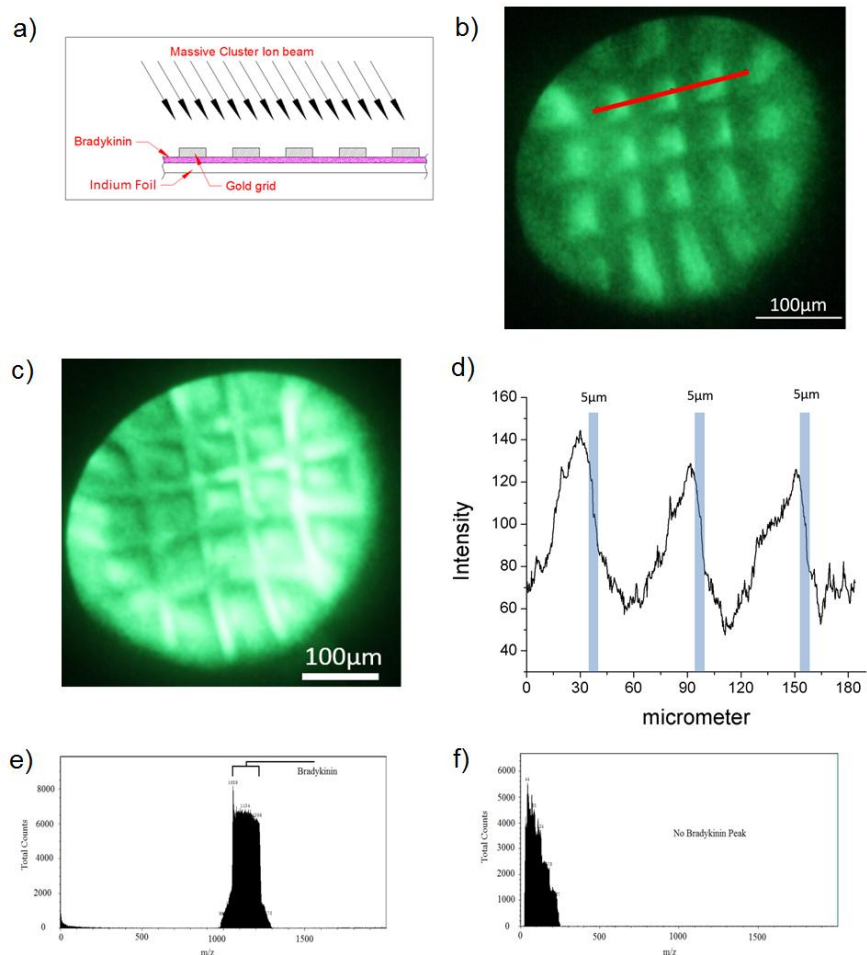 a)
Massive Cluster Ion beam
Bradykinin
Indium Foil
Gold grid
b)
100μm
c)
100μm
d)
5μm 5μm 5μm
160
140
120
100
80
60
40
Intensity
0 30 60 90 120 150 180
micrometer
e)
Bradykinin
8000
6000
4000
2000
0
Total Counts
0 500 1000 1500
m/z
f)
No Bradykinin Peak
6000
5000
4000
3000
2000
1000
0
Total Counts
0 500 1000 1500
m/z